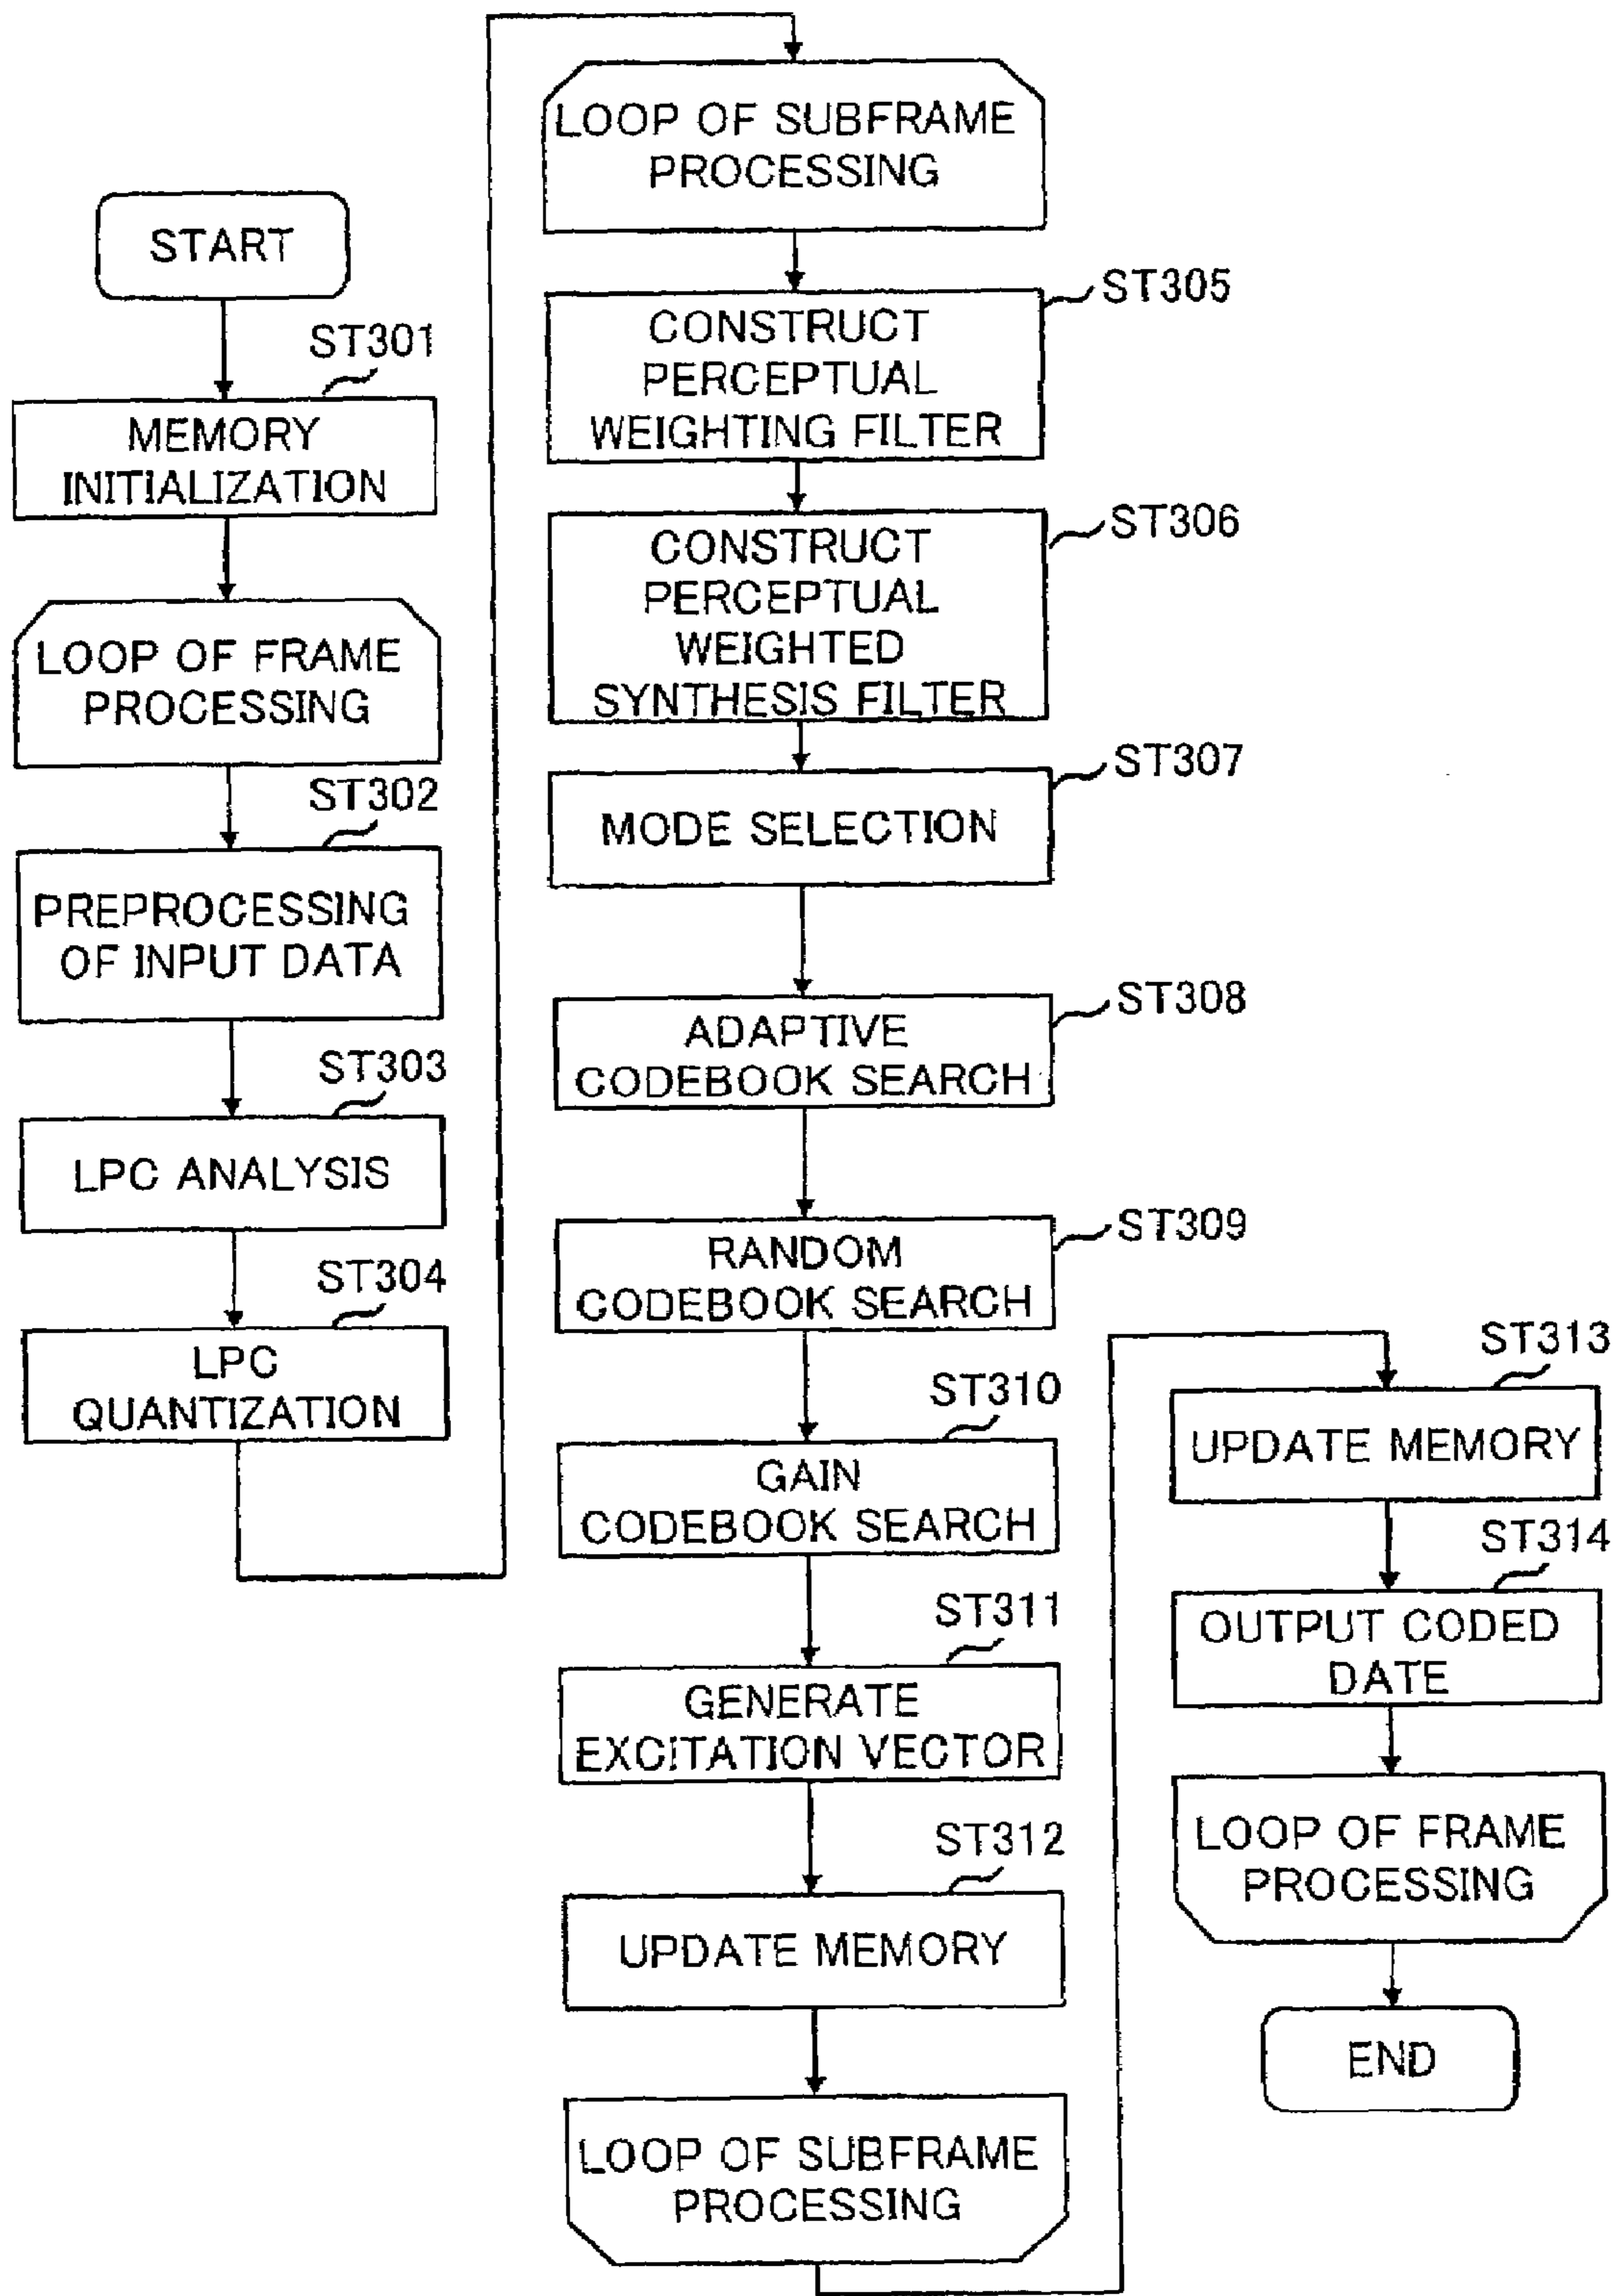 START
ST301
MEMORY
INITIALIZATION
LOOP OF FRAME
PROCESSING
ST302
PREPROCESSING
OF INPUT DATA
ST303
LPC ANALYSIS
ST304
LPC
QUANTIZATION
LOOP OF SUBFRAME
PROCESSING
ST305
CONSTRUCT
PERCEPTUAL
WEIGHTING FILTER
ST306
CONSTRUCT
PERCEPTUAL
WEIGHTED
SYNTHESIS FILTER
ST307
MODE SELECTION
ST308
ADAPTIVE
CODEBOOK SEARCH
ST309
RANDOM
CODEBOOK SEARCH
ST310
GAIN
CODEBOOK SEARCH
ST311
GENERATE
EXCITATION VECTOR
ST312
UPDATE MEMORY
LOOP OF SUBFRAME
PROCESSING
ST313
UPDATE MEMORY
ST314
OUTPUT CODED
DATE
LOOP OF FRAME
PROCESSING
END